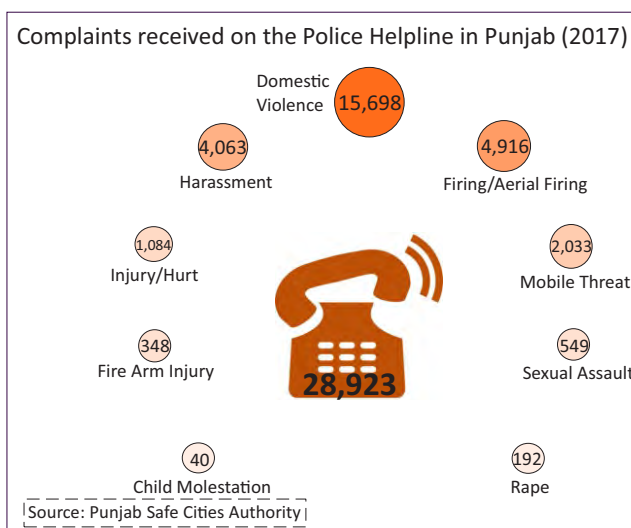 Complaints received on the Police Helpline in Punjab (2017)
Domestic
Violence
15,698
4,063
Harassment
4,916
Firing/Aerial Firing
1,084
Injury/Hurt
2,033
Mobile Threat
348
Fire Arm Injury
28,923
549
Sexual Assault
40
Child Molestation
192
Rape
Source: Punjab Safe Cities Authority